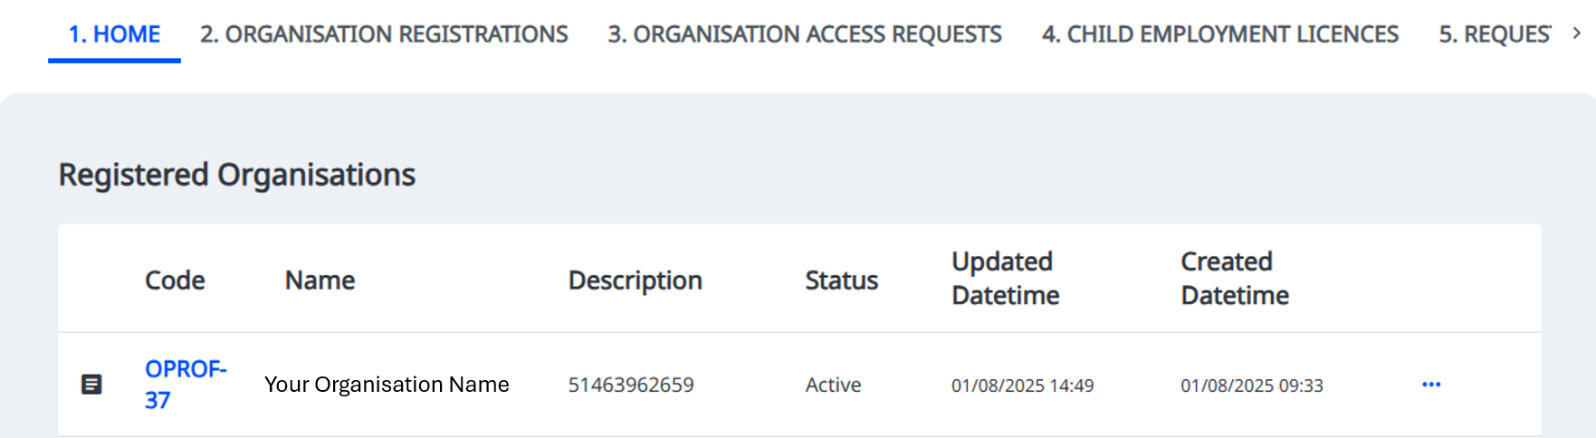 1. HOME 2. ORGANISATION REGISTRATIONS 3. ORGANISATION ACCESS REQUESTS 4. CHILD EMPLOYMENT LICENCES 5. REQUES
Registered Organisations
Code Name Description Status Updated Datetime Created Datetime
OPROF-37 Your Organisation Name 51463962659 Active 01/08/2025 14:49 01/08/2025 09:33